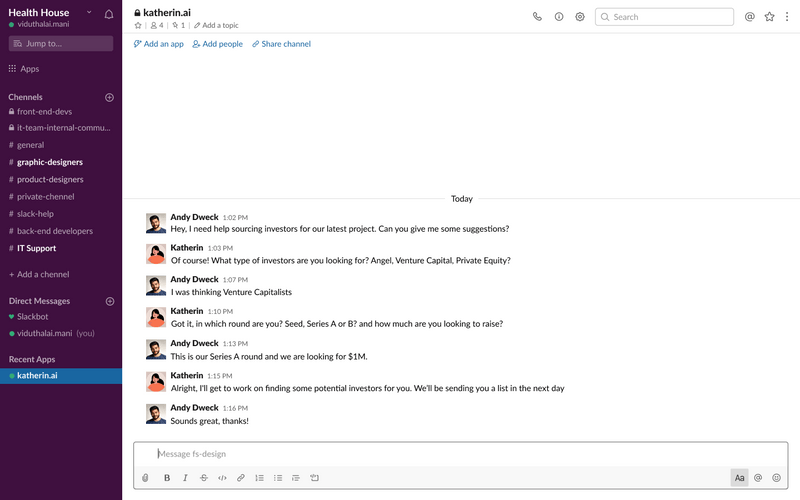 Health House
viduthalai.mani
Jump to...
Apps
Channels
front-end-devs
it-team-internal-commu...
# general
# graphic-designers
# product-designers
# private-chennel
# slack-help
# back-end developers
# IT Support
+ Add a chennel
Direct Messages
Slackbot
viduthalai.mani (you)
Recent Apps
katherin.ai
katherin.ai
4
1
Add a topic
Search
Add an app
Add people
Share channel
Today
Andy Dweck 1:02 PM
Hey, I need help sourcing investors for our latest project. Can you give me some suggestions?
Katherin 1:03 PM
Of course! What type of investors are you looking for? Angel, Venture Capital, Private Equity?
Andy Dweck 1:07 PM
I was thinking Venture Capitalists
Katherin 1:10 PM
Got it, in which round are you? Seed, Series A or B? and how much are you looking to raise?
Andy Dweck 1:13 PM
This is our Series A round and we are looking for $1M.
Katherin 1:15 PM
Alright, I'll get to work on finding some potential investors for you. We'll be sending you a list in the next day
Andy Dweck 1:16 PM
Sounds great, thanks!
Message fs-design
B I S </> Aa @